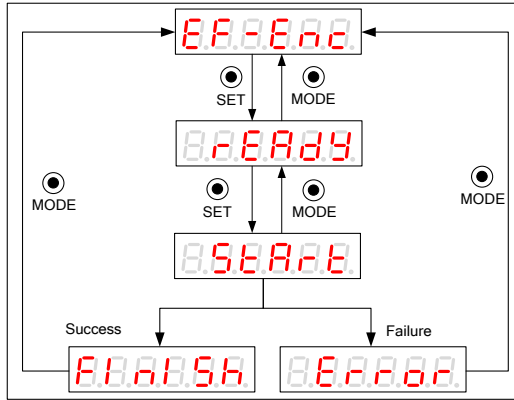 EF-Enc
SET MODE
rEAdy
MODE MODE
SET MODE
StArt
Success Failure
FInISh Error